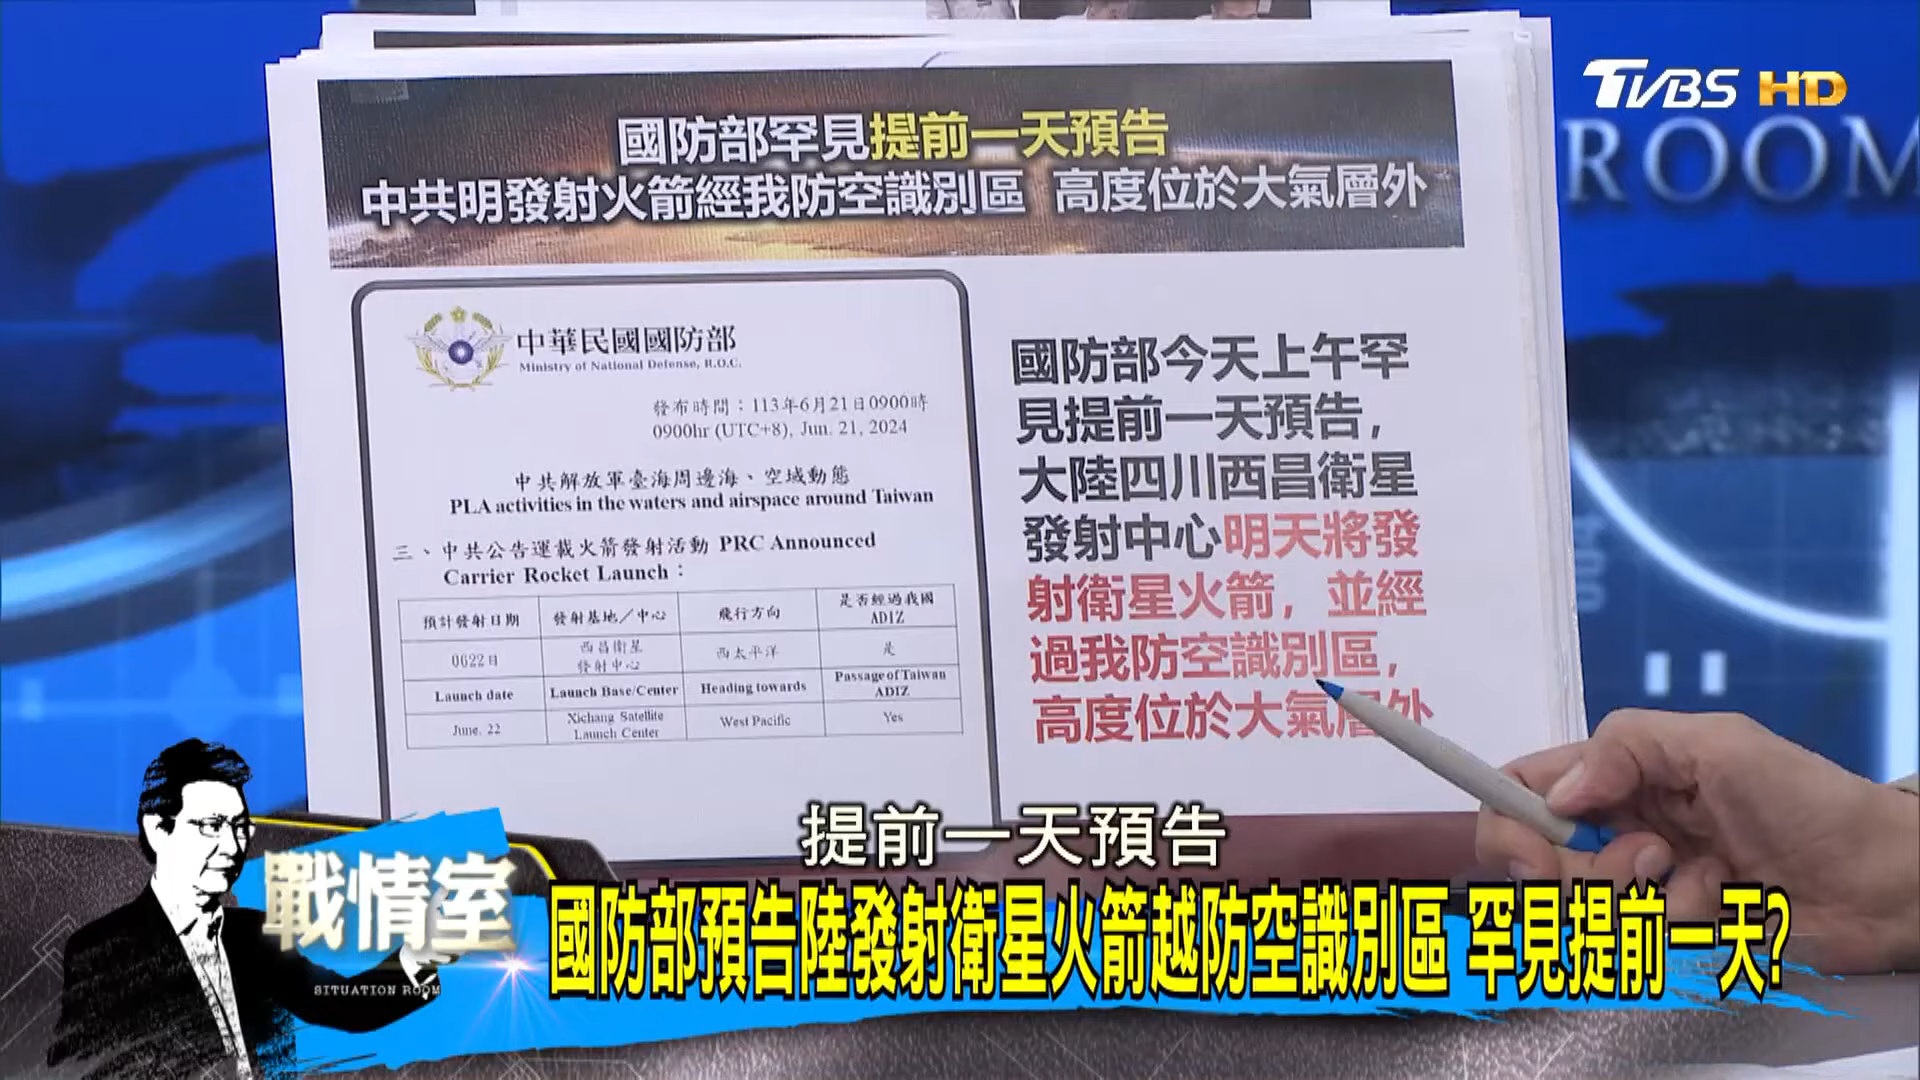 TVBS HD
ROOM
國防部罕見提前一天預告
中共明發射火箭經我防空識別區 高度位於大氣層外
中華民國國防部
Ministry of National Defense, R.O.C.
發布時間：113年6月21日0900時
0900hr (UTC+8), Jun. 21, 2024
中共解放軍臺海周邊海、空域動態
PLA activities in the waters and airspace around Taiwan
三、中共公告運載火箭發射活動 PRC Announced
Carrier Rocket Launch：
預計發射日期 發射基地／中心 飛行方向 是否經過我國ADIZ
0622日 西昌衛星發射中心 西太平洋 是
Launch date Launch Base/Center Heading towards Passage of Taiwan ADIZ
June. 22 Xichang Satellite Launch Center West Pacific Yes
國防部今天上午罕
見提前一天預告，
大陸四川西昌衛星
發射中心明天將發
射衛星火箭，並經
過我防空識別區，
高度位於大氣層外
提前一天預告
戰情室
SITUATION ROOM
國防部預告陸發射衛星火箭越防空識別區 罕見提前一天?